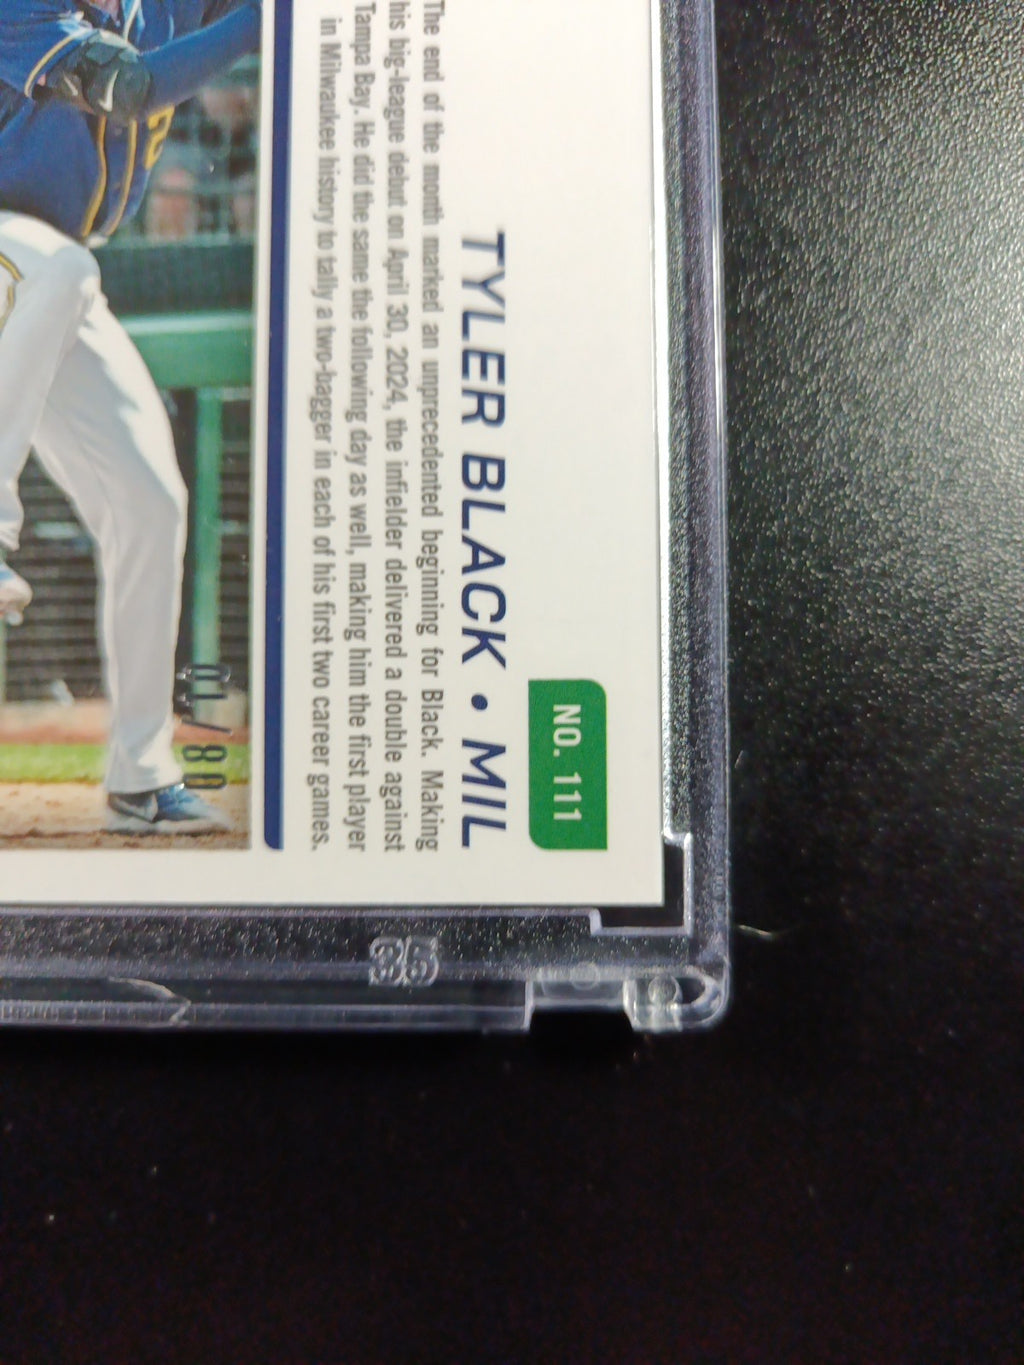 NO. 111
TYLER BLACK • MIL
The end of the month marked an unprecedented beginning for Black. Making
his big-league debut on April 30, 2024, the infielder delivered a double against
Tampa Bay. He did the same the following day as well, making him the first player
in Milwaukee history to tally a two-bagger in each of his first two career games.
2